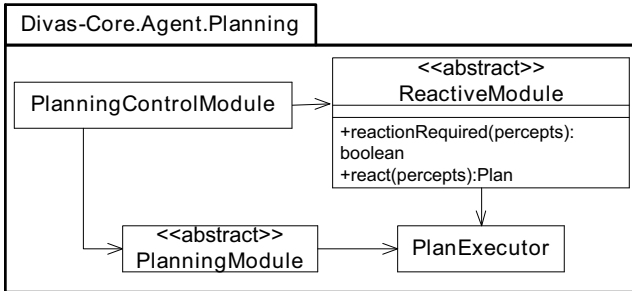 Divas-Core.Agent.Planning
<<abstract>>
ReactiveModule
PlanningControlModule
+reactionRequired(percepts):
boolean
+react(percepts):Plan
<<abstract>>
PlanningModule
PlanExecutor